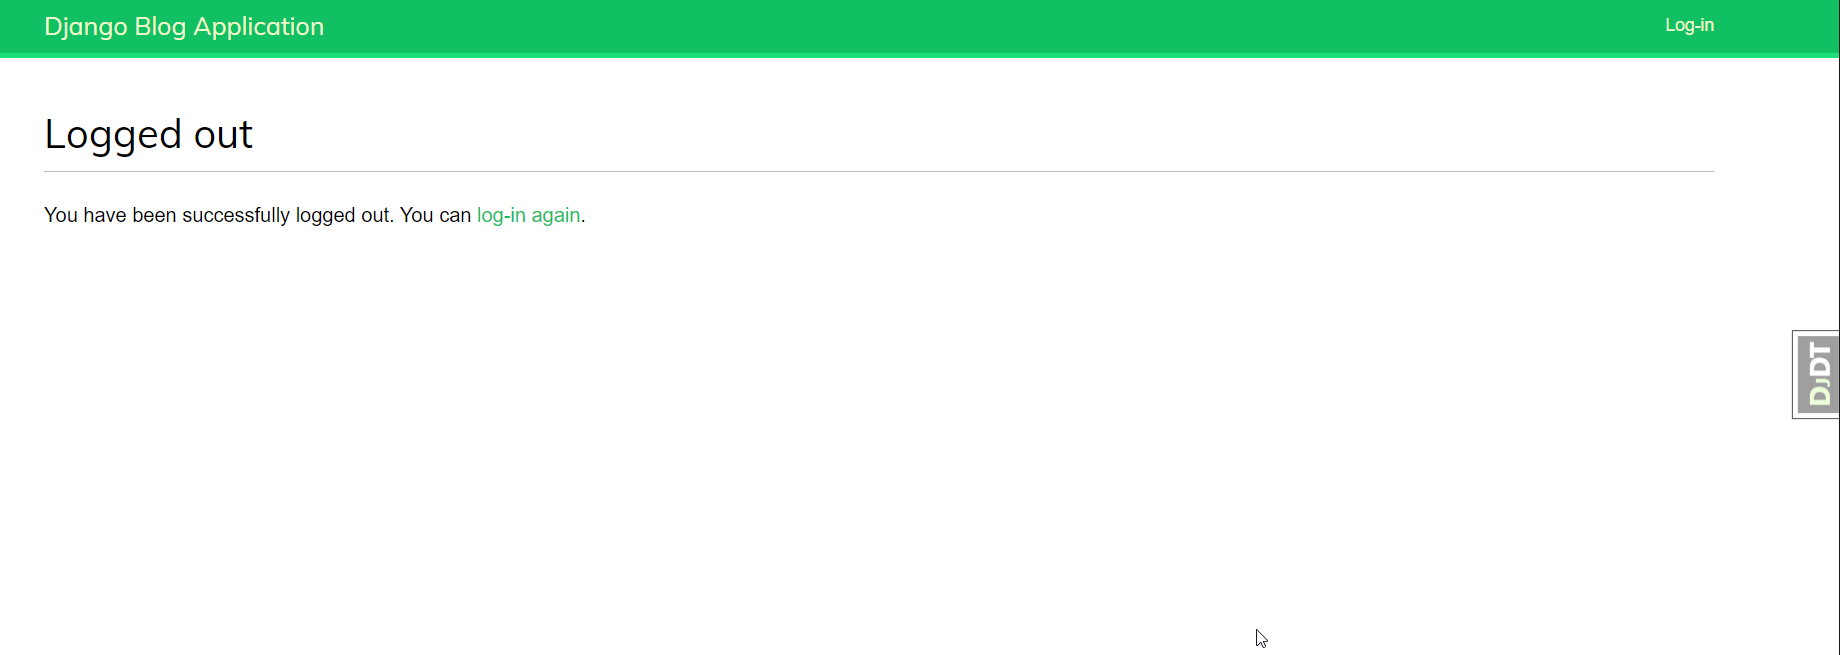 Django Blog Application
Log-in
Logged out
You have been successfully logged out. You can log-in again.
DJDT